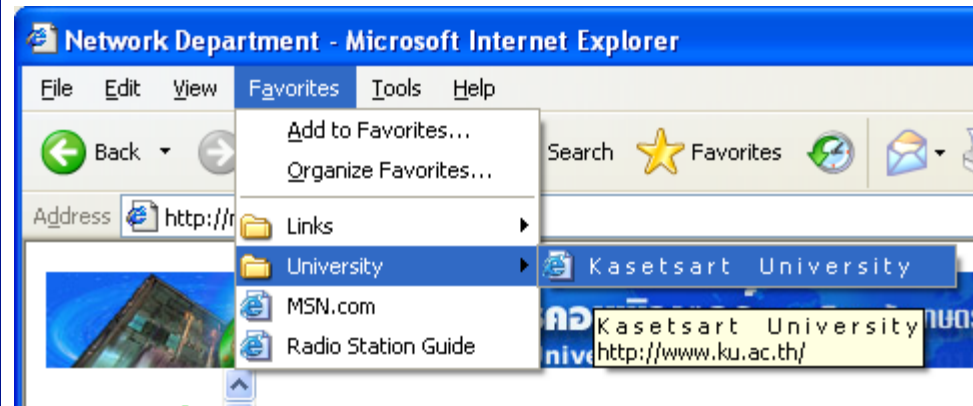 Network Department - Microsoft Internet Explorer
File Edit View Favorites Tools Help
Add to Favorites...
Organize Favorites...
Back Search Favorites
Address http://
Links
University Kasetsart University
MSN.com
Radio Station Guide
Kasetsart University
http://www.ku.ac.th/